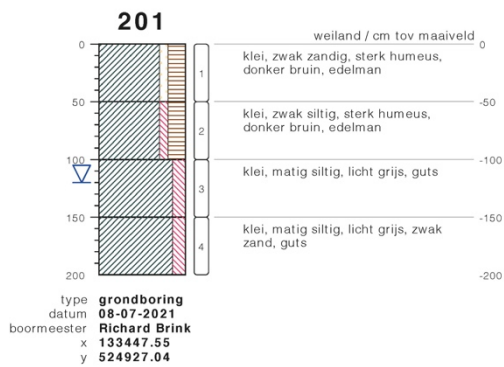 201
weiland / cm tov maaiveld
0 -0
klei, zwak zandig, sterk humeus,
donker bruin, edelman
1
50 -50
klei, zwak siltig, sterk humeus,
donker bruin, edelman
2
100 -100
klei, matig siltig, licht grijs, guts
3
150 -150
klei, matig siltig, licht grijs, zwak
zand, guts
4
200 -200
type grondboring
datum 08-07-2021
boormeester Richard Brink
x 133447.55
y 524927.04